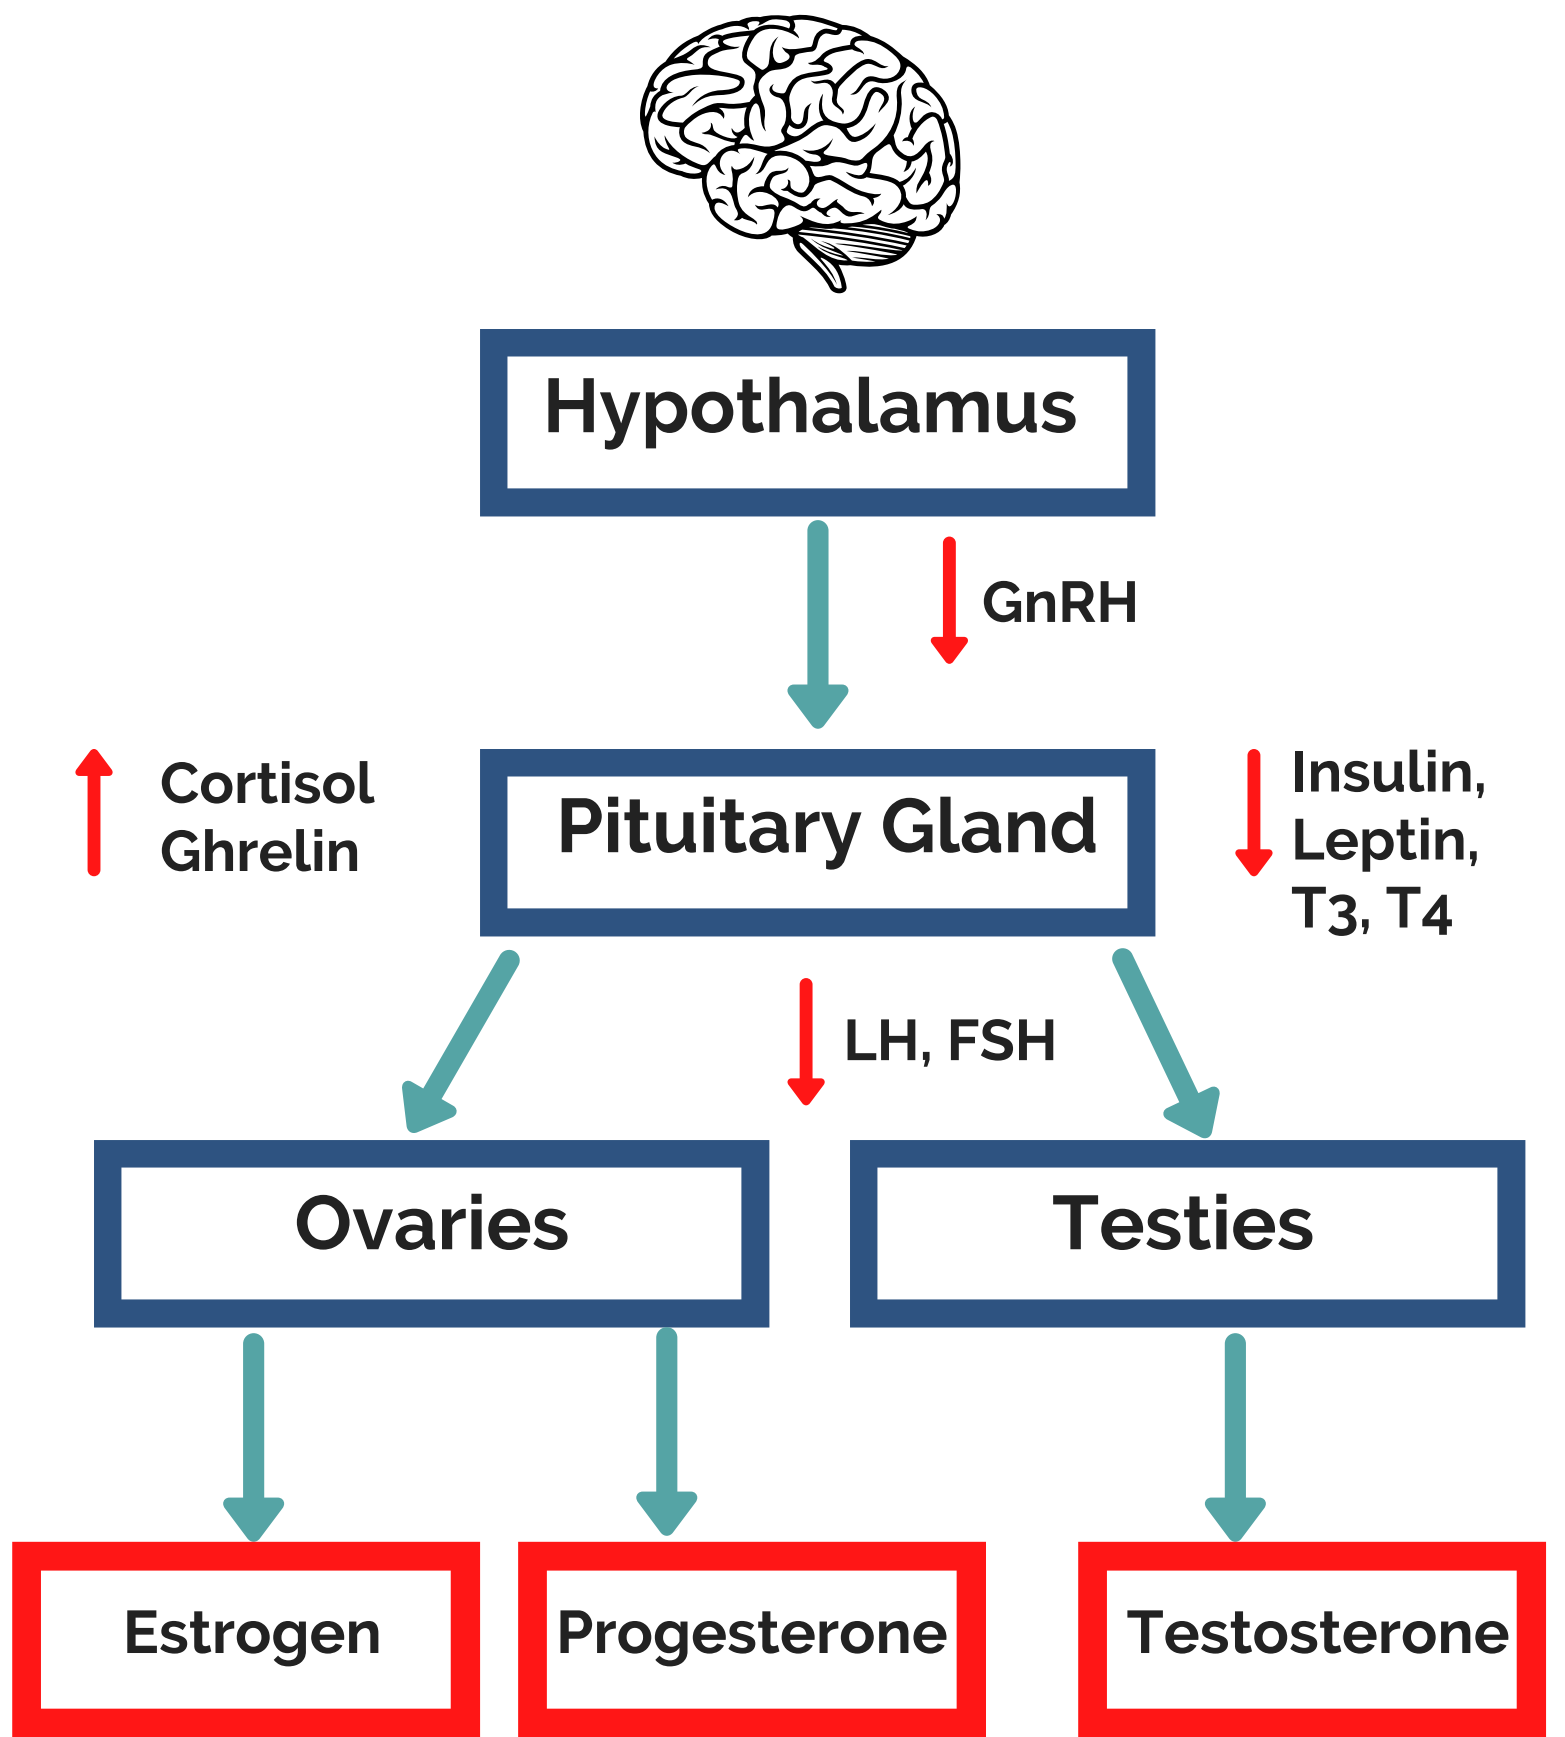 Hypothalamus
GnRH
Cortisol
Ghrelin
Pituitary Gland
Insulin,
Leptin,
T3, T4
LH, FSH
Ovaries
Testies
Estrogen
Progesterone
Testosterone